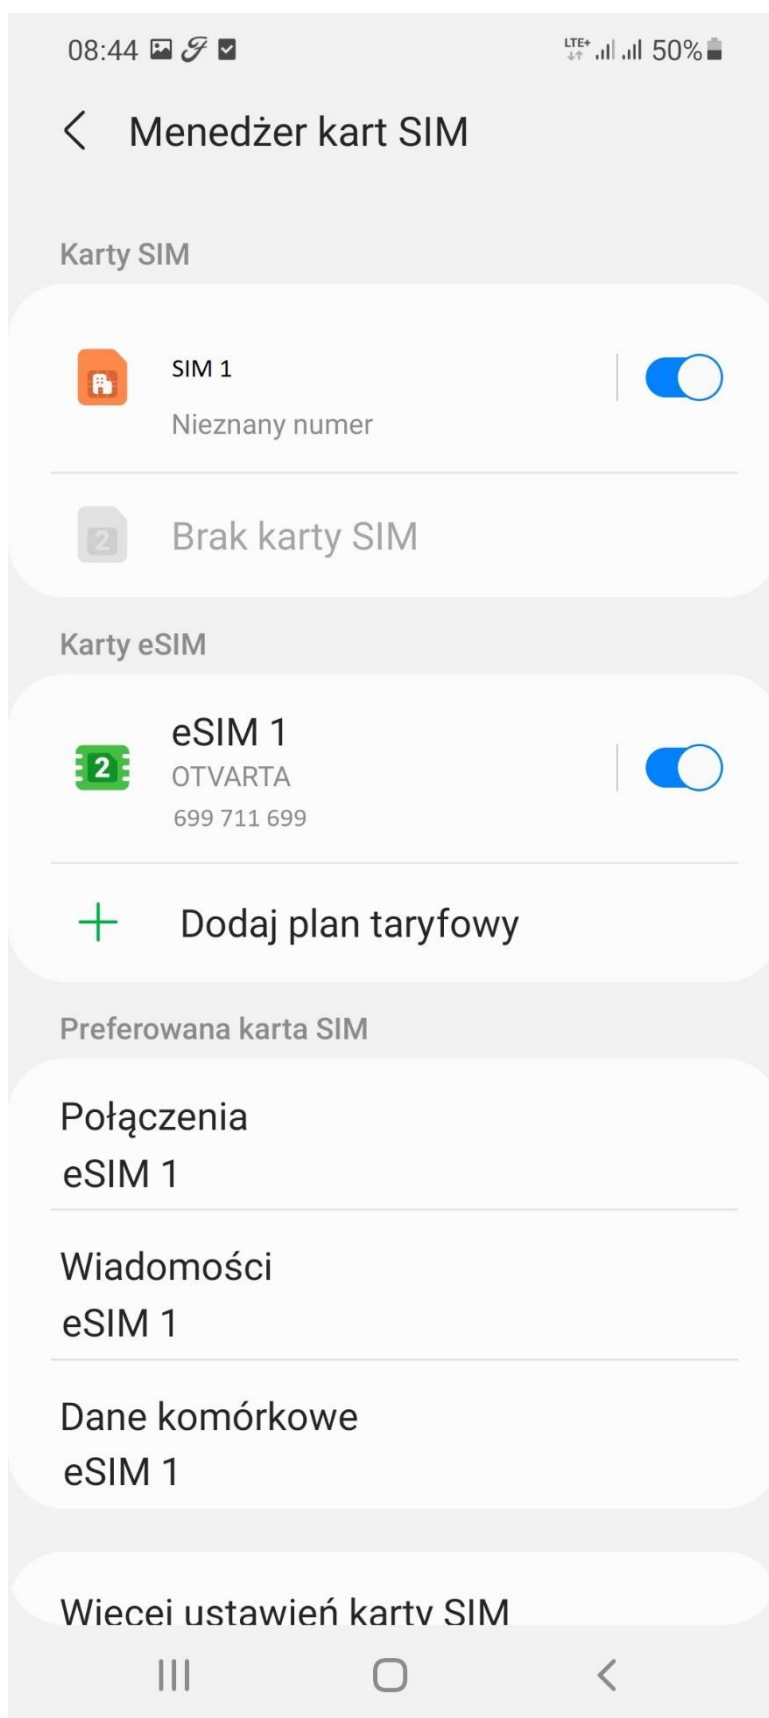 08:44
LTE+ 50%
Menedżer kart SIM
Karty SIM
SIM 1
Nieznany numer
2 Brak karty SIM
Karty eSIM
eSIM 1
2
OTVARTA
699 711 699
Dodaj plan taryfowy
Preferowana karta SIM
Połączenia
eSIM 1
Wiadomości
eSIM 1
Dane komórkowe
eSIM 1
Więcej ustawień karty SIM